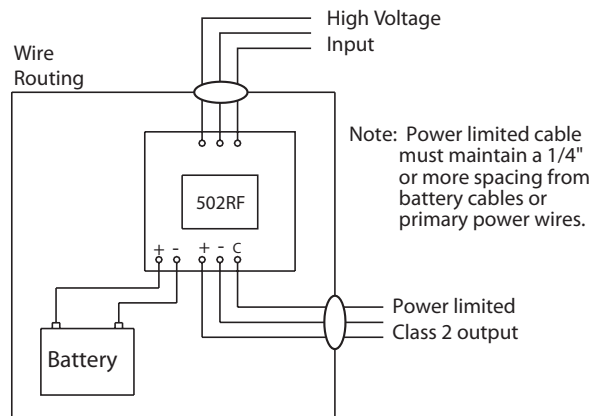 High Voltage
Input
Wire
Routing
Note: Power limited cable
must maintain a 1/4"
or more spacing from
battery cables or
primary power wires.
502RF
+ - + - C
Power limited
Class 2 output
Battery